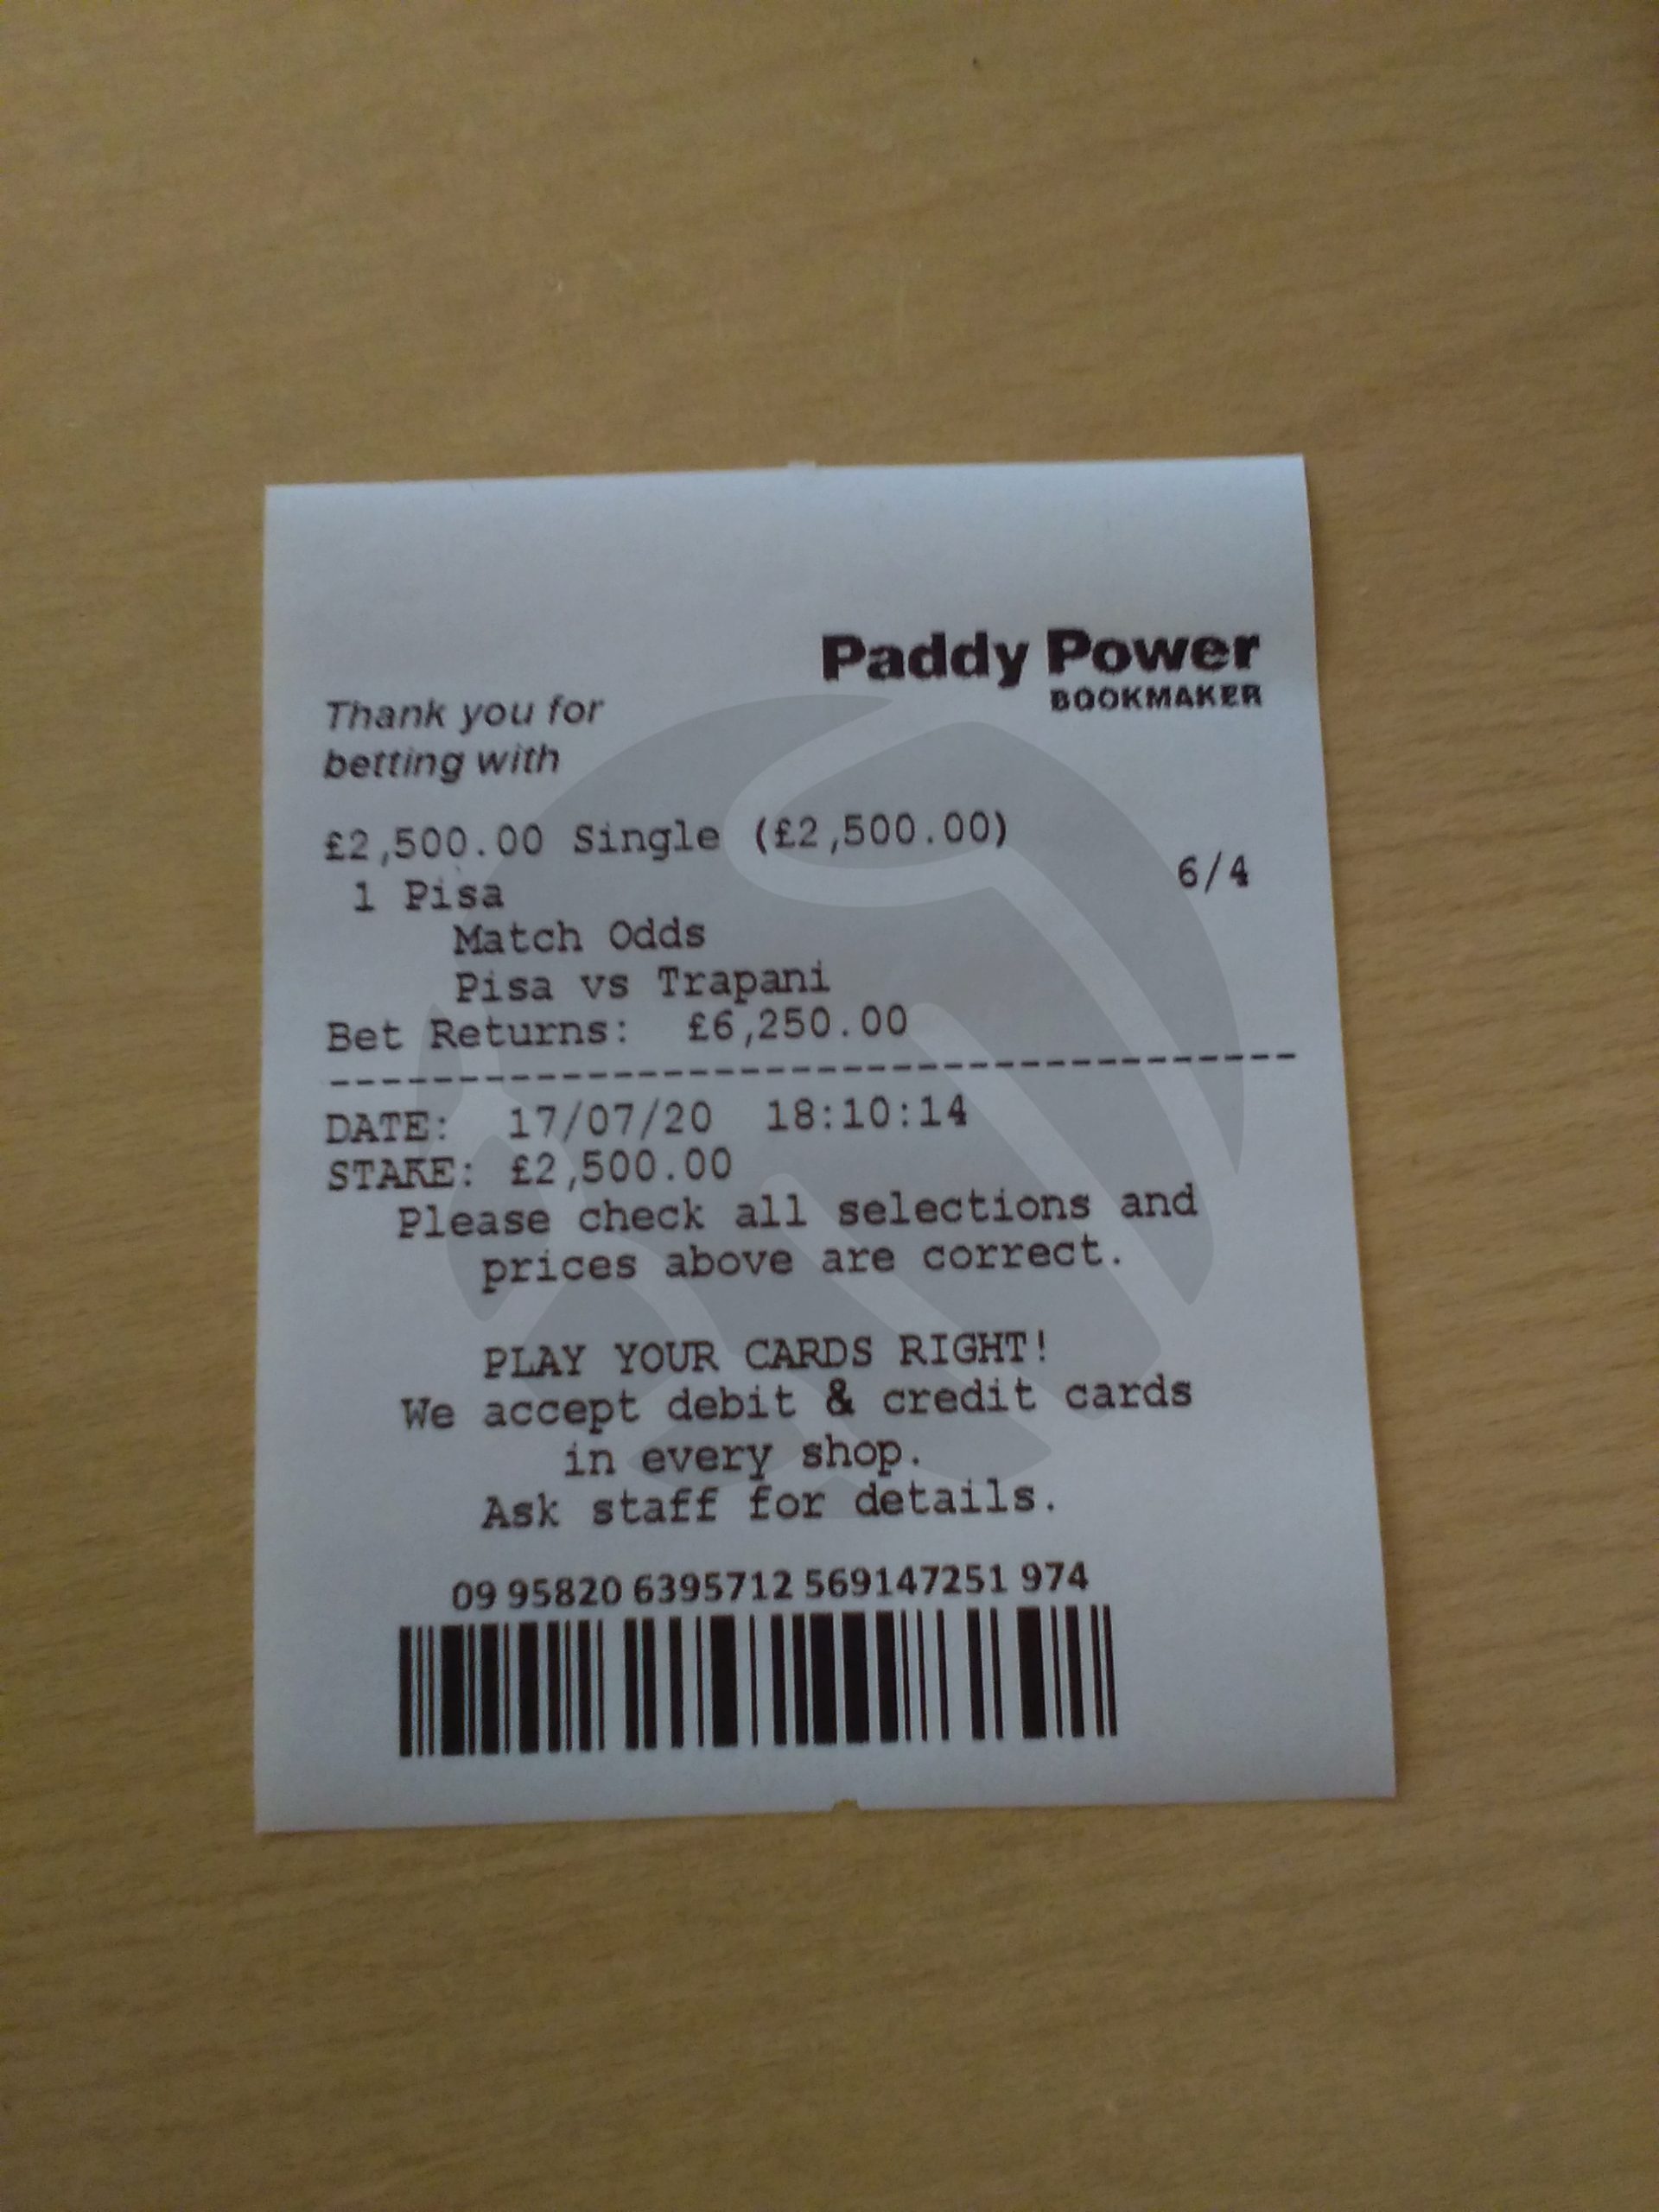 Paddy Power
BOOKMAKER
Thank you for
betting with
£2,500.00 Single (£2,500.00)
1 Pisa 6/4
Match Odds
Pisa vs Trapani
Bet Returns: £6,250.00
--------------------------------------
DATE: 17/07/20 18:10:14
STAKE: £2,500.00
Please check all selections and
prices above are correct.
PLAY YOUR CARDS RIGHT!
We accept debit & credit cards
in every shop.
Ask staff for details.
09 95820 6395712 569147251 974